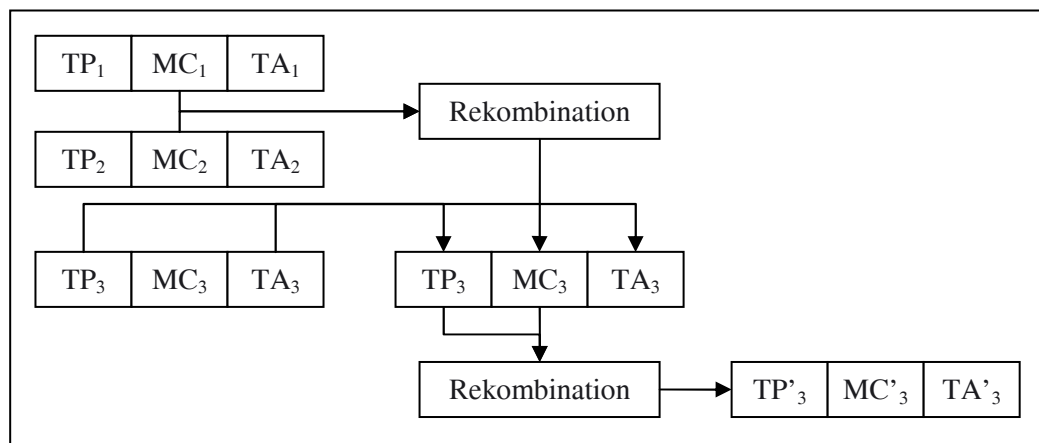 TP₁ MC₁ TA₁
Rekombination
TP₂ MC₂ TA₂
TP₃ MC₃ TA₃ TP₃ MC₃ TA₃
Rekombination TP’₃ MC’₃ TA’₃